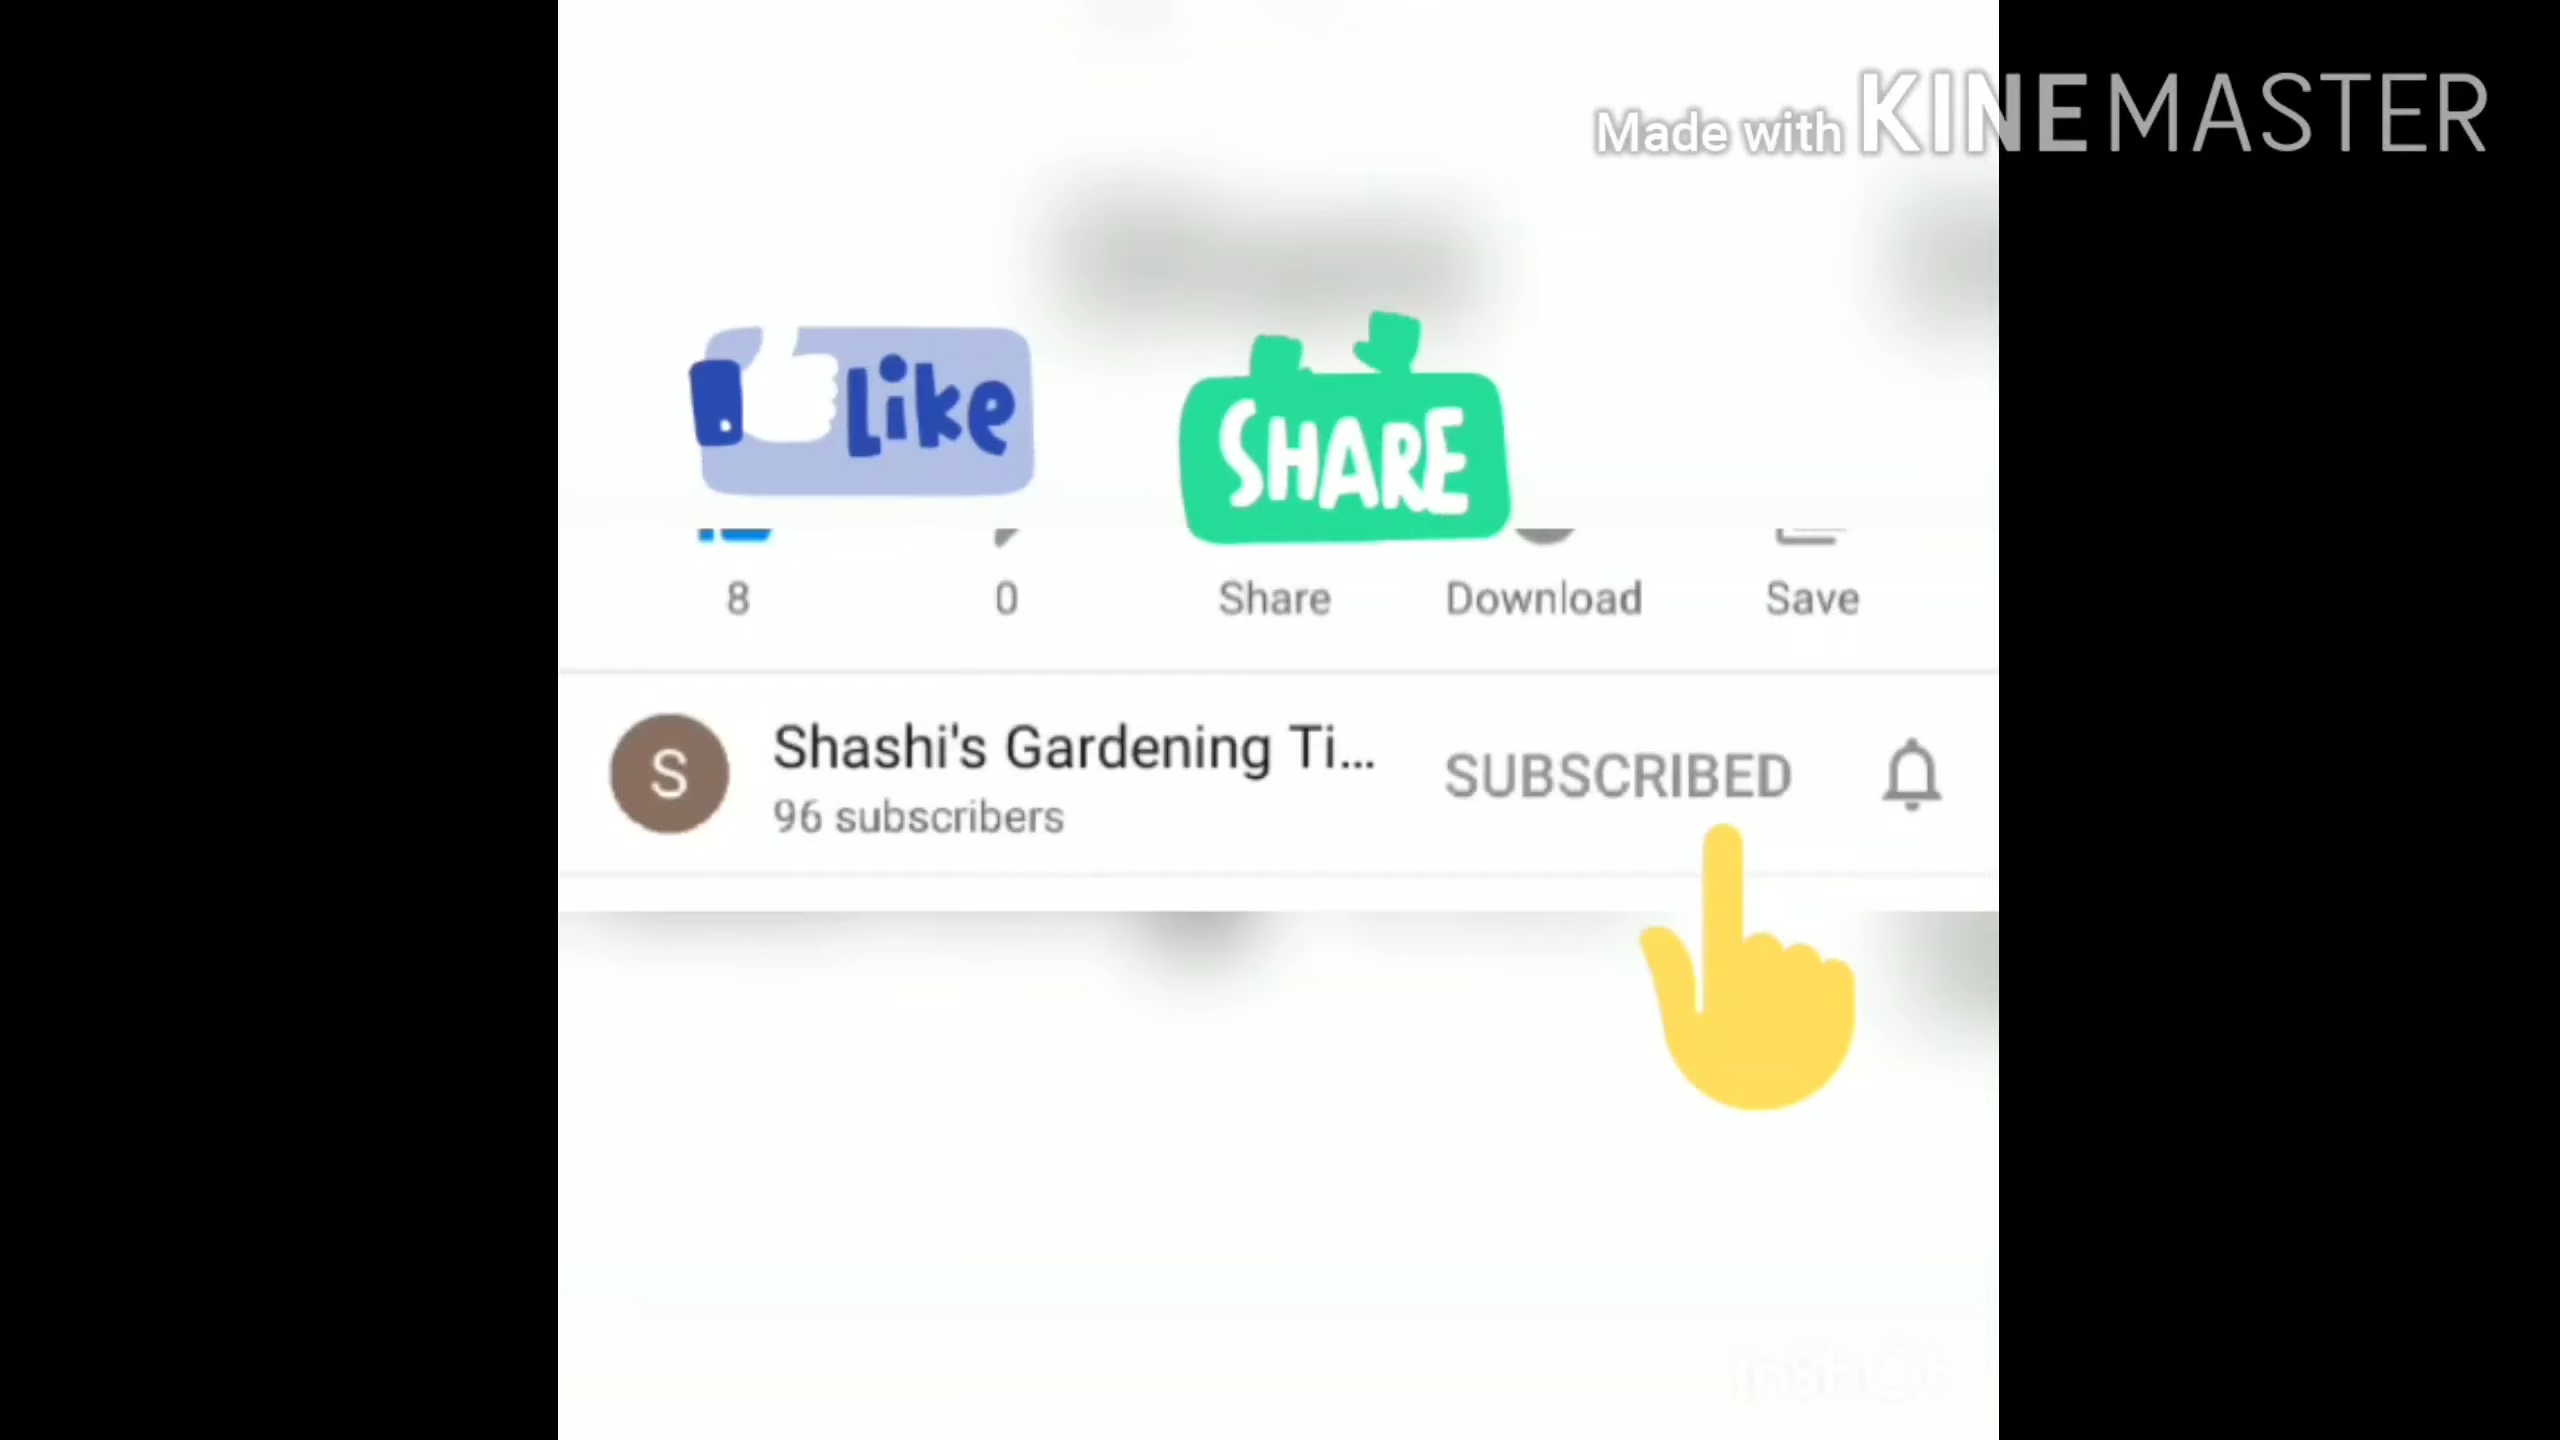 Made with KINEMASTER
Like
SHARE
8 0 Share Download Save
S
Shashi's Gardening Ti...
96 subscribers
SUBSCRIBED